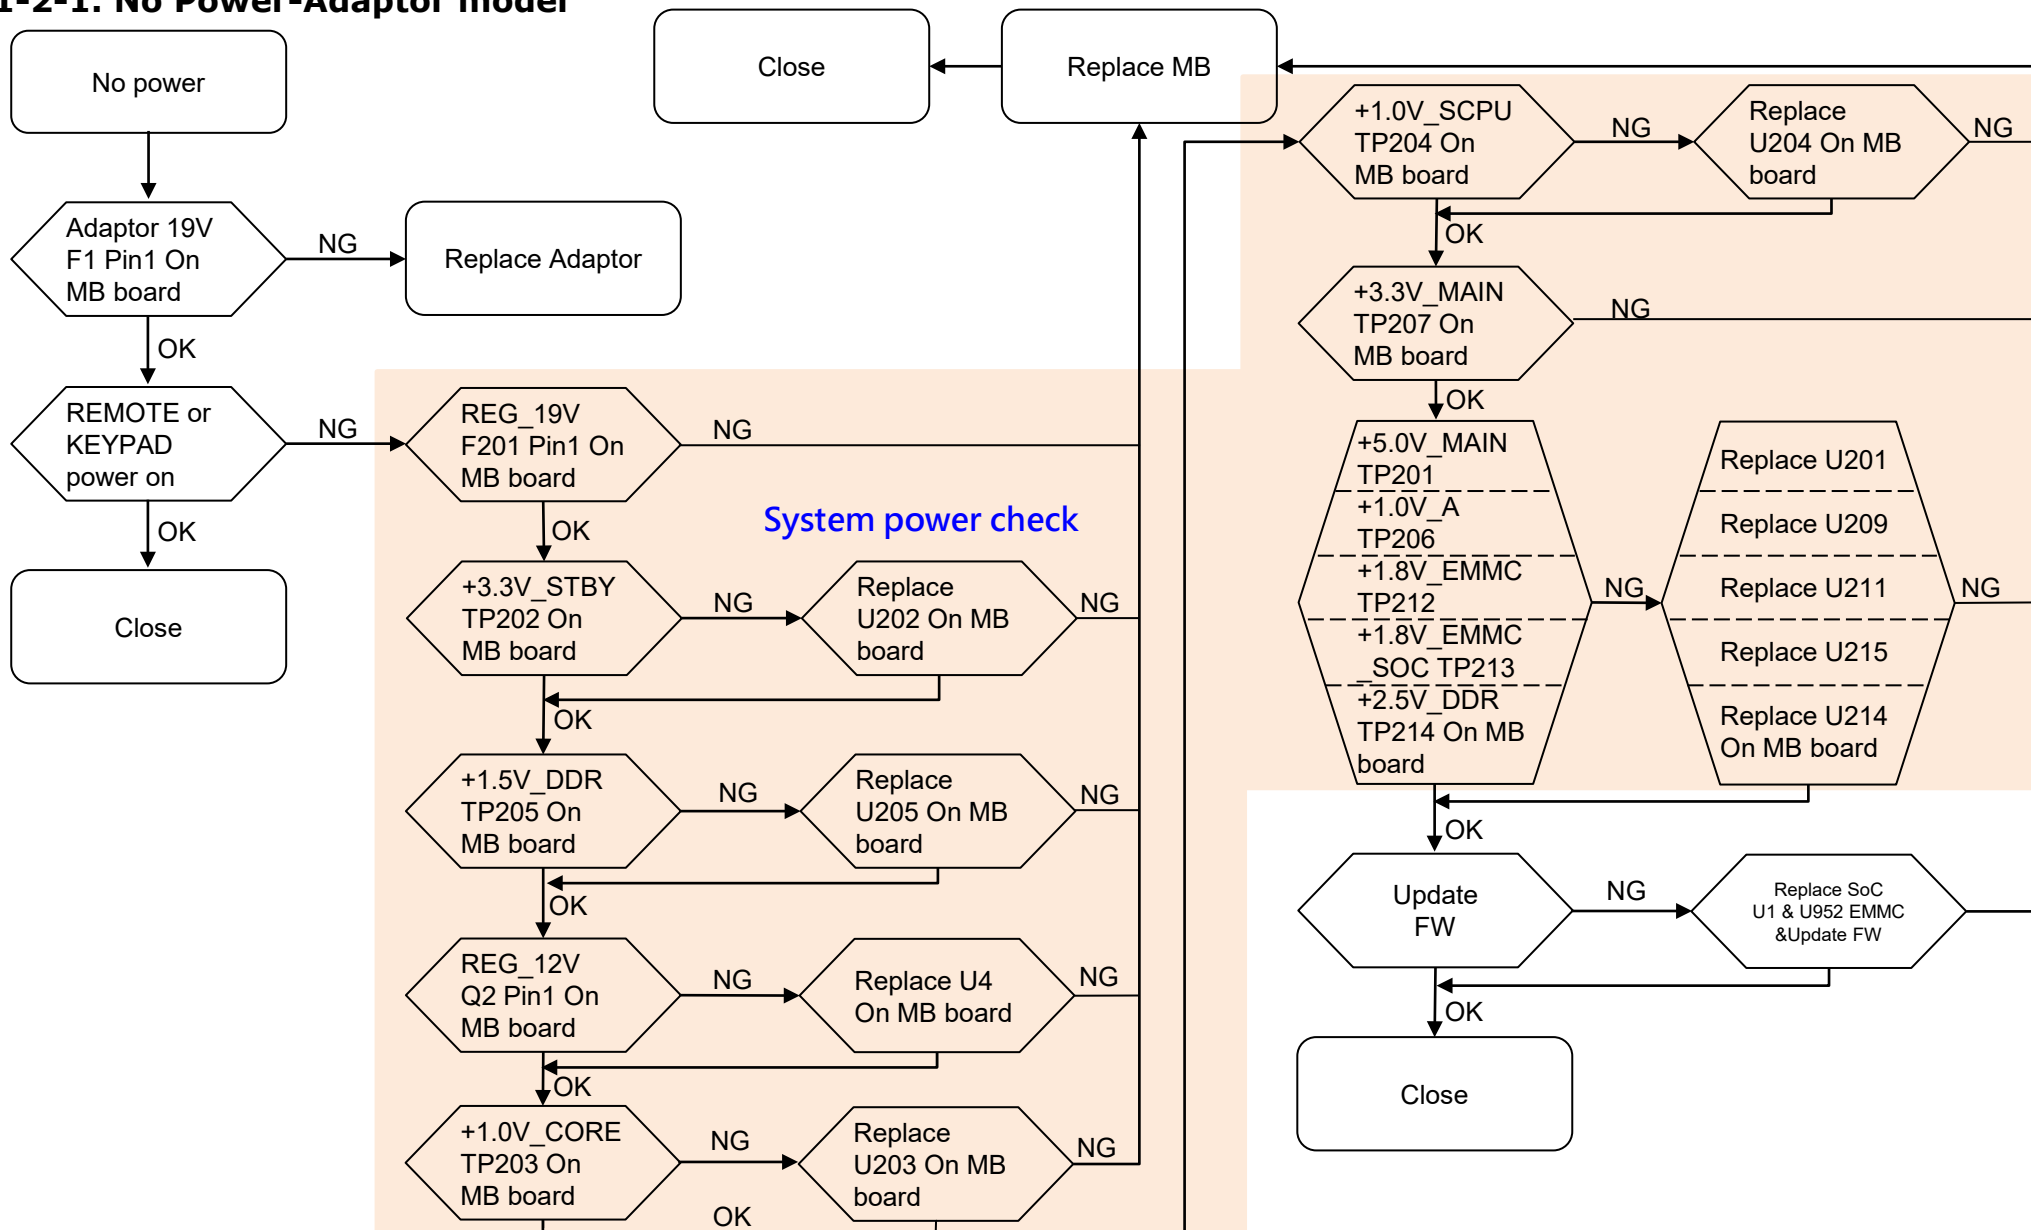 1-2-1. No Power-Adaptor model
No power
Adaptor 19V
F1 Pin1 On
MB board
NG
Replace Adaptor
OK
REMOTE or
KEYPAD
power on
NG
OK
Close
REG_19V
F201 Pin1 On
MB board
NG
OK
System power check
+3.3V_STBY
TP202 On
MB board
NG
Replace
U202 On MB
board
NG
OK
+1.5V_DDR
TP205 On
MB board
NG
Replace
U205 On MB
board
NG
OK
REG_12V
Q2 Pin1 On
MB board
NG
Replace U4
On MB board
NG
OK
+1.0V_CORE
TP203 On
MB board
NG
Replace
U203 On MB
board
NG
OK
Close
Replace MB
+1.0V_SCPU
TP204 On
MB board
NG
Replace
U204 On MB
board
NG
OK
+3.3V_MAIN
TP207 On
MB board
NG
OK
+5.0V_MAIN
TP201
+1.0V_A
TP206
+1.8V_EMMC
TP212
+1.8V_EMMC
_SOC TP213
+2.5V_DDR
TP214 On MB
board
NG
Replace U201
Replace U209
Replace U211
Replace U215
Replace U214
On MB board
NG
OK
Update
FW
NG
Replace SoC
U1 & U952 EMMC
&Update FW
OK
Close